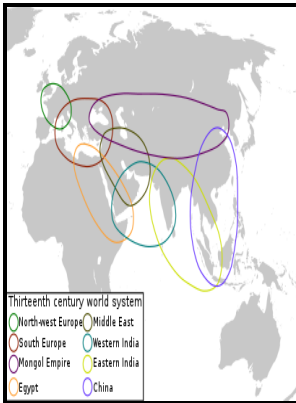 Thirteenth century world system
North-west Europe Middle East
South Europe Western India
Mongol Empire Eastern India
Egypt China